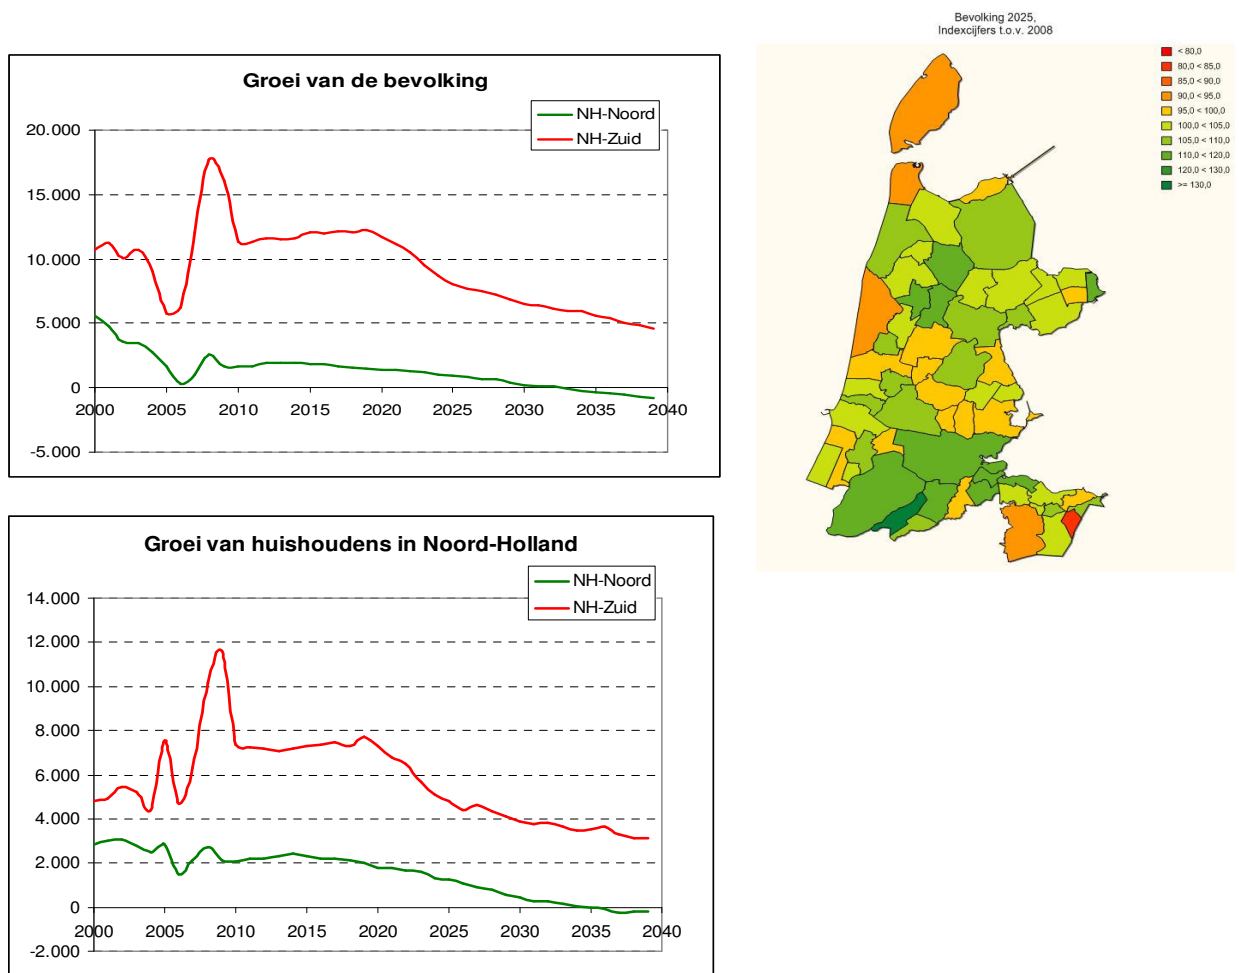 Groei van de bevolking
NH-Noord
NH-Zuid
20.000
15.000
10.000
5.000
0
-5.000
2000 2005 2010 2015 2020 2025 2030 2035 2040
Groei van huishoudens in Noord-Holland
NH-Noord
NH-Zuid
14.000
12.000
10.000
8.000
6.000
4.000
2.000
0
-2.000
2000 2005 2010 2015 2020 2025 2030 2035 2040
Bevolking 2025,
Indexcijfers t.o.v. 2008
< 80,0
80,0 < 85,0
85,0 < 90,0
90,0 < 95,0
95,0 < 100,0
100,0 < 105,0
105,0 < 110,0
110,0 < 120,0
120,0 < 130,0
>= 130,0